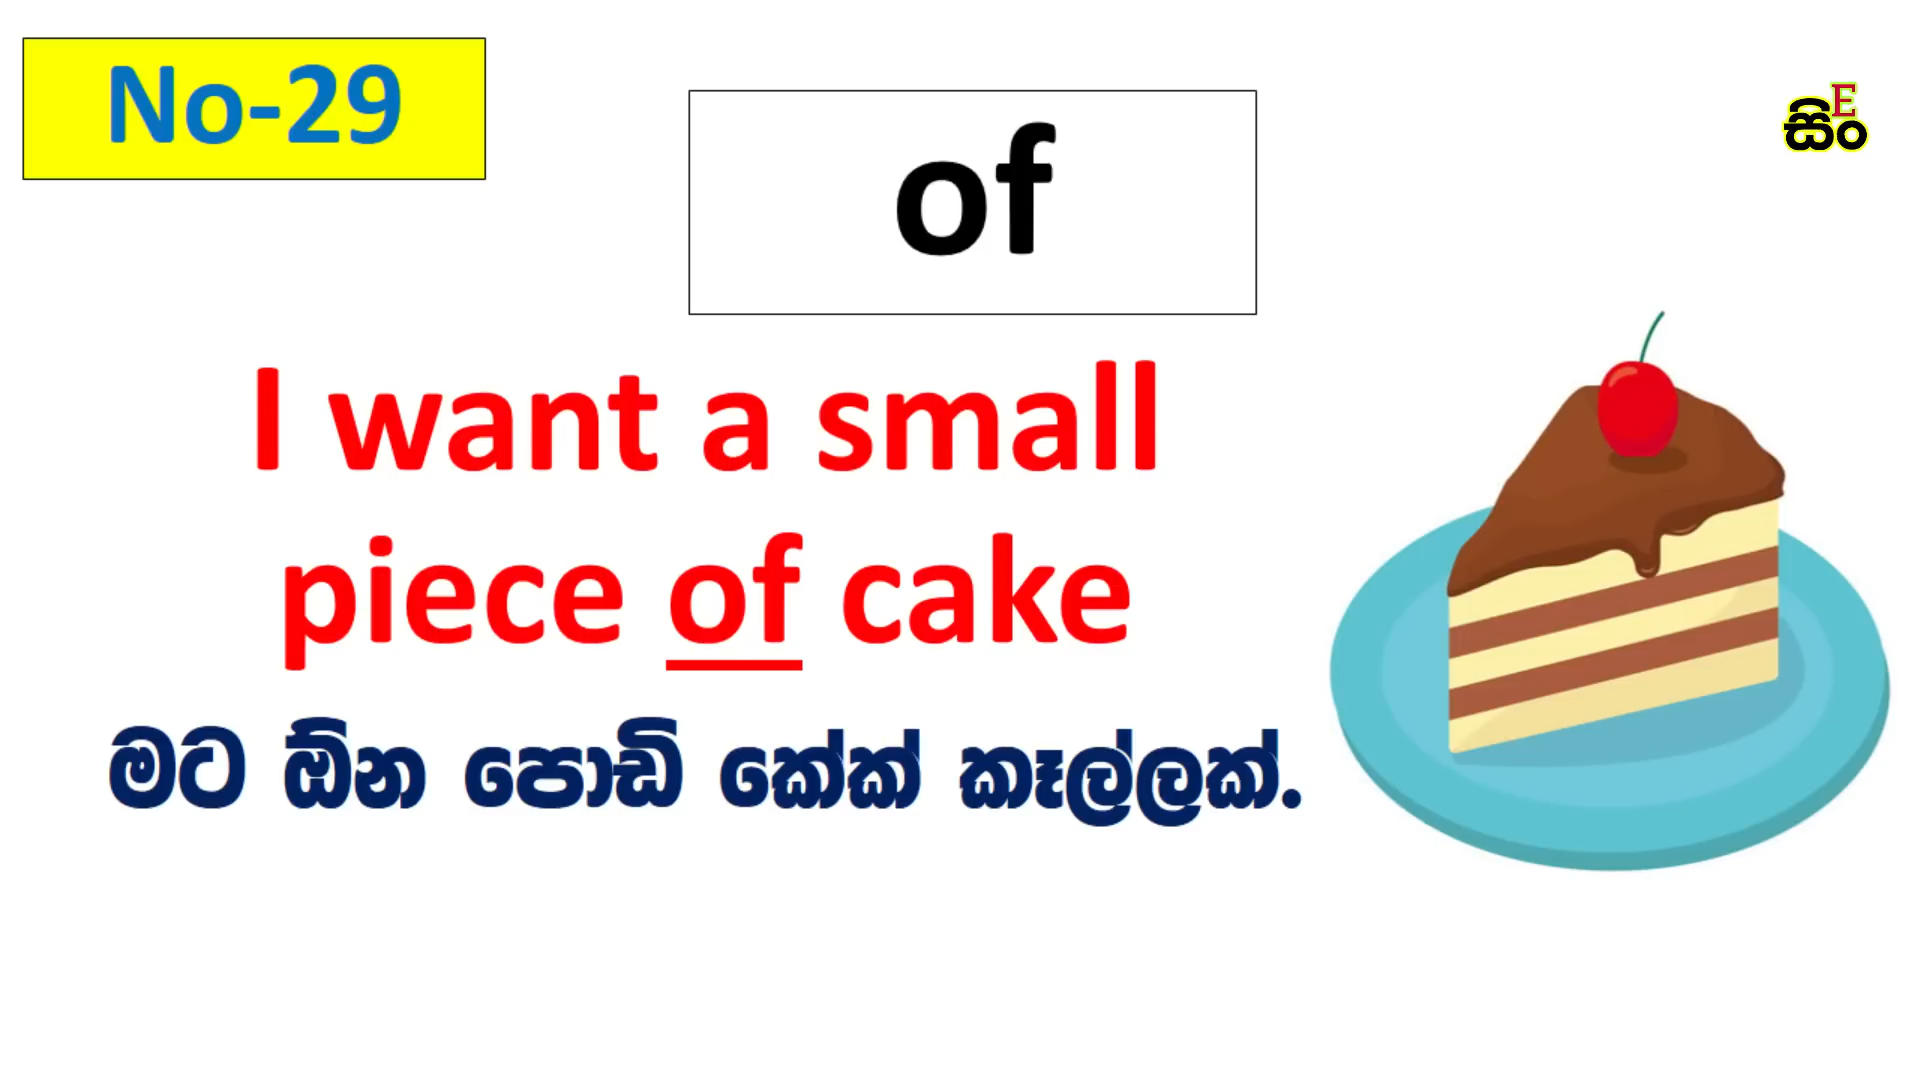 No-29
of
E
සිං
I want a small
piece of cake
මට ඕන පොඩි කේක් කෑල්ලක්.